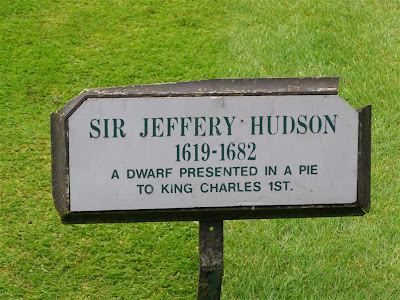 SIR JEFFERY HUDSON
1619-1682
A DWARF PRESENTED IN A PIE
TO KING CHARLES 1ST.